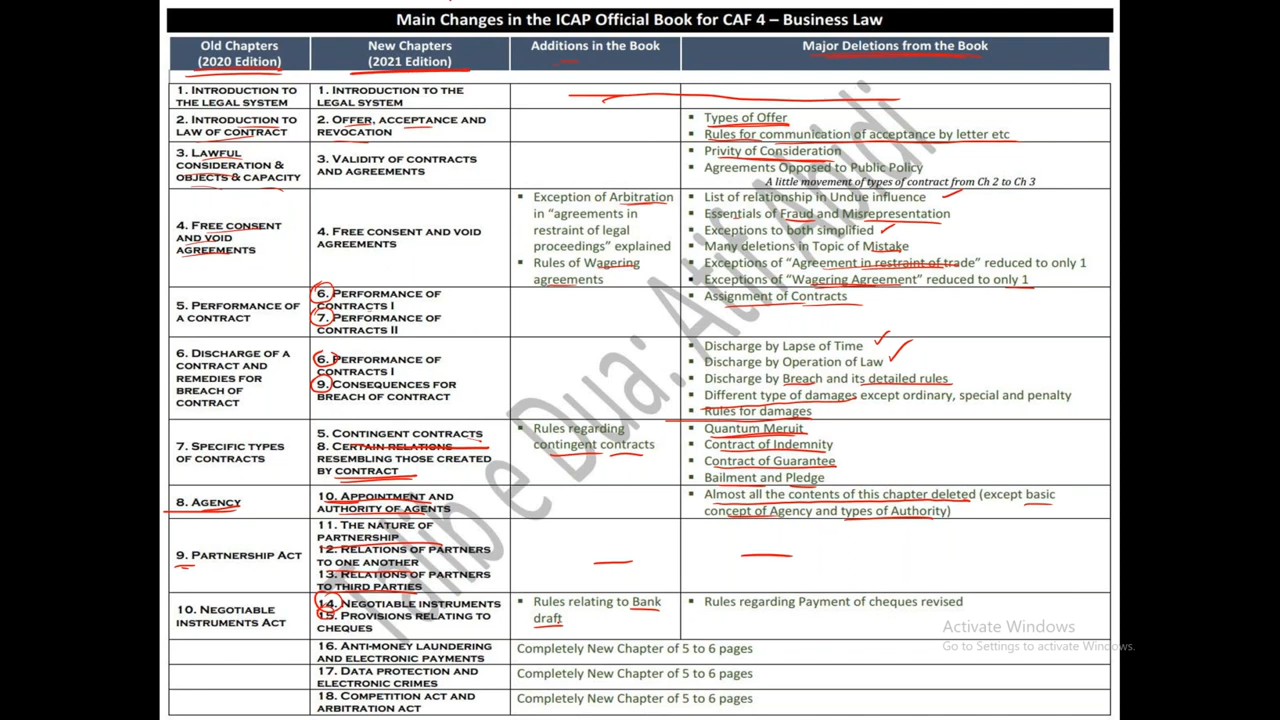 Main Changes in the ICAP Official Book for CAF 4 – Business Law
Old Chapters
(2020 Edition)
New Chapters
(2021 Edition)
Additions in the Book
Major Deletions from the Book
1. INTRODUCTION TO
THE LEGAL SYSTEM
1. INTRODUCTION TO THE
LEGAL SYSTEM
2. INTRODUCTION TO
LAW OF CONTRACT
2. OFFER, ACCEPTANCE AND
REVOCATION
▪ Types of Offer
▪ Rules for communication of acceptance by letter etc
3. LAWFUL
CONSIDERATION &
OBJECTS & CAPACITY
3. VALIDITY OF CONTRACTS
AND AGREEMENTS
▪ Privity of Consideration
▪ Agreements Opposed to Public Policy
A little movement of types of contract from Ch 2 to Ch 3
4. FREE CONSENT
AND VOID
AGREEMENTS
4. FREE CONSENT AND VOID
AGREEMENTS
▪ Exception of Arbitration
in "agreements in
restraint of legal
proceedings" explained
▪ Rules of Wagering
agreements
▪ List of relationship in Undue influence
▪ Essentials of Fraud and Misrepresentation
▪ Exceptions to both simplified
▪ Many deletions in Topic of Mistake
▪ Exceptions of "Agreement in restraint of trade" reduced to only 1
▪ Exceptions of "Wagering Agreement" reduced to only 1
5. PERFORMANCE OF
A CONTRACT
6. PERFORMANCE OF
CONTRACTS I
7. PERFORMANCE OF
CONTRACTS II
▪ Assignment of Contracts
6. DISCHARGE OF A
CONTRACT AND
REMEDIES FOR
BREACH OF
CONTRACT
6. PERFORMANCE OF
CONTRACTS I
9. CONSEQUENCES FOR
BREACH OF CONTRACT
▪ Discharge by Lapse of Time
▪ Discharge by Operation of Law
▪ Discharge by Breach and its detailed rules
▪ Different type of damages except ordinary, special and penalty
▪ Rules for damages
7. SPECIFIC TYPES
OF CONTRACTS
5. CONTINGENT CONTRACTS
8. CERTAIN RELATIONS
RESEMBLING THOSE CREATED
BY CONTRACT
▪ Rules regarding
contingent contracts
▪ Quantum Meruit
▪ Contract of Indemnity
▪ Contract of Guarantee
▪ Bailment and Pledge
8. AGENCY
10. APPOINTMENT AND
AUTHORITY OF AGENTS
▪ Almost all the contents of this chapter deleted (except basic
concept of Agency and types of Authority)
9. PARTNERSHIP ACT
11. THE NATURE OF
PARTNERSHIP
12. RELATIONS OF PARTNERS
TO ONE ANOTHER
13. RELATIONS OF PARTNERS
TO THIRD PARTIES
10. NEGOTIABLE
INSTRUMENTS ACT
14. NEGOTIABLE INSTRUMENTS
15. PROVISIONS RELATING TO
CHEQUES
▪ Rules relating to Bank
draft
▪ Rules regarding Payment of cheques revised
16. ANTI-MONEY LAUNDERING
AND ELECTRONIC PAYMENTS
Completely New Chapter of 5 to 6 pages
17. DATA PROTECTION AND
ELECTRONIC CRIMES
Completely New Chapter of 5 to 6 pages
18. COMPETITION ACT AND
ARBITRATION ACT
Completely New Chapter of 5 to 6 pages
Talib e Dua: Atif Abidi
Activate Windows
Go to Settings to activate Windows.